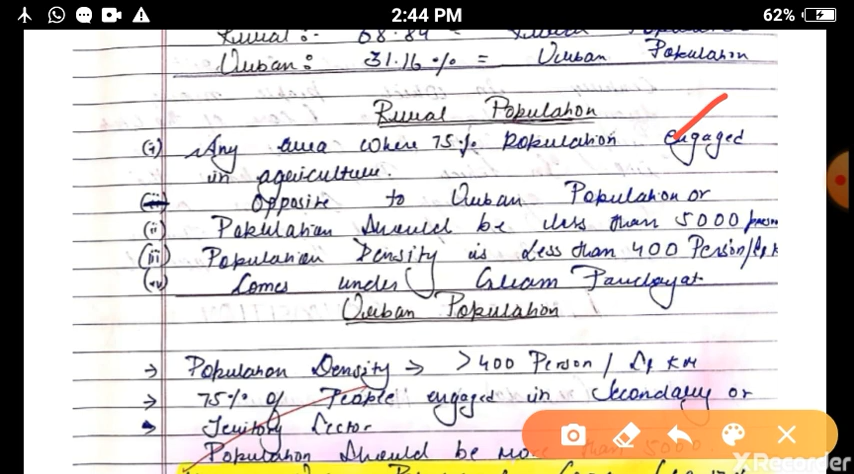 2:44 PM
62%
Rural :- 68.84 =
Urban : 31.16 % = Urban Population
Rural Population
(i) Any area where 75% Population engaged
in agriculture.
Opposite to Urban Population or
(ii) Population should be less than 5000
(iii) Population Density is Less than 400 Person/
(iv) Comes under Gram Panchayat
Urban Population
→ Population Density → >400 Person / Sq KM
→ 75% of People engaged in Secondary or
Sector
Population should be more than 5000
XRecorder